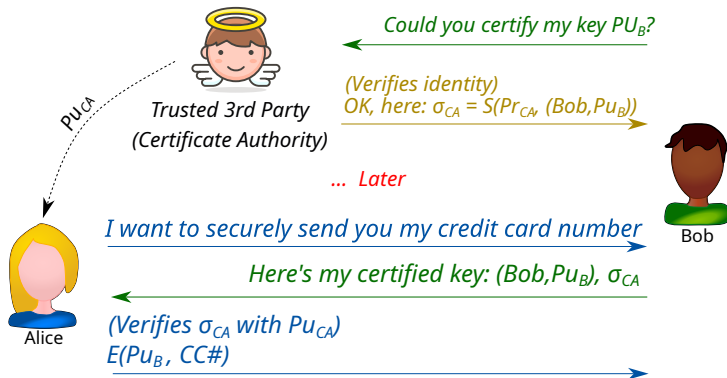 Could you certify my key PU_B?
(Verifies identity)
OK, here: σ_CA = S(Pr_CA, (Bob,Pu_B))
Pu_CA
Trusted 3rd Party
(Certificate Authority)
... Later
Bob
I want to securely send you my credit card number
Here's my certified key: (Bob,Pu_B), σ_CA
Alice
(Verifies σ_CA with Pu_CA)
E(Pu_B, CC#)